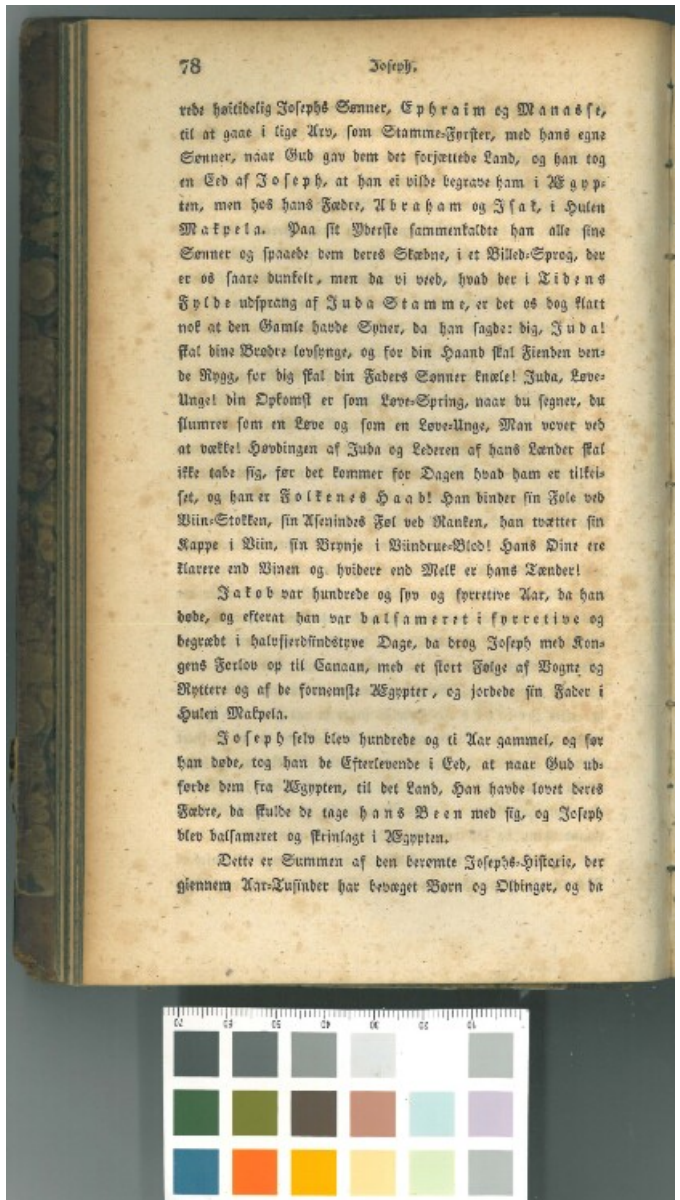 78 Joseph.
rede høitidelig Josephs Sønner, Ephraim og Manasse,
til at gaae i lige Arv, som Stamme-Fyrster, med hans egne
Sønner, naar Gud gav dem det forjættede Land, og han tog
en Eed af Joseph, at han ei vilde begrave ham i Ægyp-
ten, men hos hans Fædre, Abraham og Isak, i Hulen
Makpela. Paa sit Yderste sammenkaldte han alle sine
Sønner og spaaede dem deres Skæbne, i et Billed-Sprog, der
er os saare dunkelt, men da vi veed, hvad der i Tidens
Fylde udsprang af Juda Stamme, er det os dog klart
nok at den Gamle havde Syner, da han sagde: dig, Juda!
skal dine Brødre lovsynge, og for din Haand skal Fienden ven-
de Rygg, for dig skal din Faders Sønner knæle! Juda, Løve-
Unge! din Opkomst er som Løve-Spring, naar du segner, du
slumrer som en Løve og som en Løve-Unge, Man vover ved
at vække! Høvdingen af Juda og Lederen af hans Lænder skal
ikke tabe sig, før det kommer for Dagen hvad ham er tilkei-
set, og han er Folkenes Haab! Han binder sin Fole ved
Viin-Stokken, sin Asenindes Føl ved Ranken, han tvætter sin
Kappe i Viin, sin Brynje i Viindrue-Blod! Hans Øine ere
klarere end Vinen og hvidere end Melk er hans Tænder!
Jakob var hundrede og syv og fyrretive Aar, da han
døde, og efterat han var balsameret i fyrretive og
begrædt i halvfjerdsindstyve Dage, da drog Joseph med Kon-
gens Forlov op til Canaan, med et stort Følge af Vogne og
Ryttere og af de fornemste Ægypter, og jordede sin Fader i
Hulen Makpela.
Joseph selv blev hundrede og ti Aar gammel, og før
han døde, tog han de Efterlevende i Eed, at naar Gud ud-
førde dem fra Ægypten, til det Land, Han havde lovet deres
Fædre, da skulde de tage hans Been med sig, og Joseph
blev balsameret og skrinlagt i Ægypten.
Dette er Summen af den berømte Josephs-Historie, der
giennem Aar-Tusinder har bevæget Børn og Oldinger, og da
70 60 50 40 30 20 10